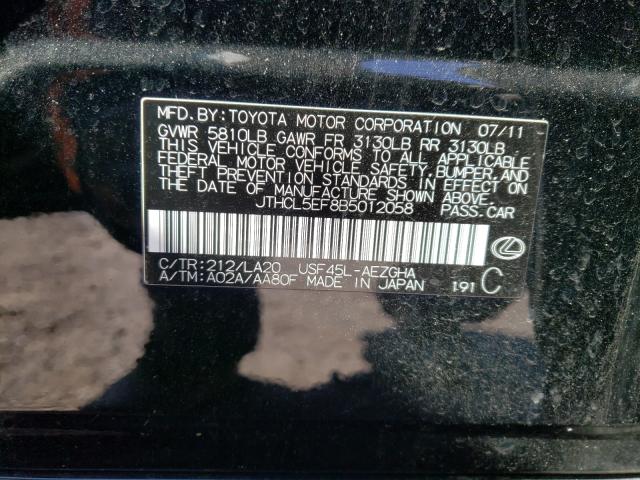 MFD. BY: TOYOTA MOTOR CORPORATION 07/11
GVWR 5810LB GAWR FR 3130LB RR 3130LB
THIS VEHICLE CONFORMS TO ALL APPLICABLE
FEDERAL MOTOR VEHICLE SAFETY, BUMPER, AND
THEFT PREVENTION STANDARDS IN EFFECT ON
THE DATE OF MANUFACTURE SHOWN ABOVE.
JTHCL5EF8B50T2058 PASS.CAR
C/TR:212/LA20 USF45L-AEZGHA
A/TM:A02A/AA80F MADE IN JAPAN 191 C